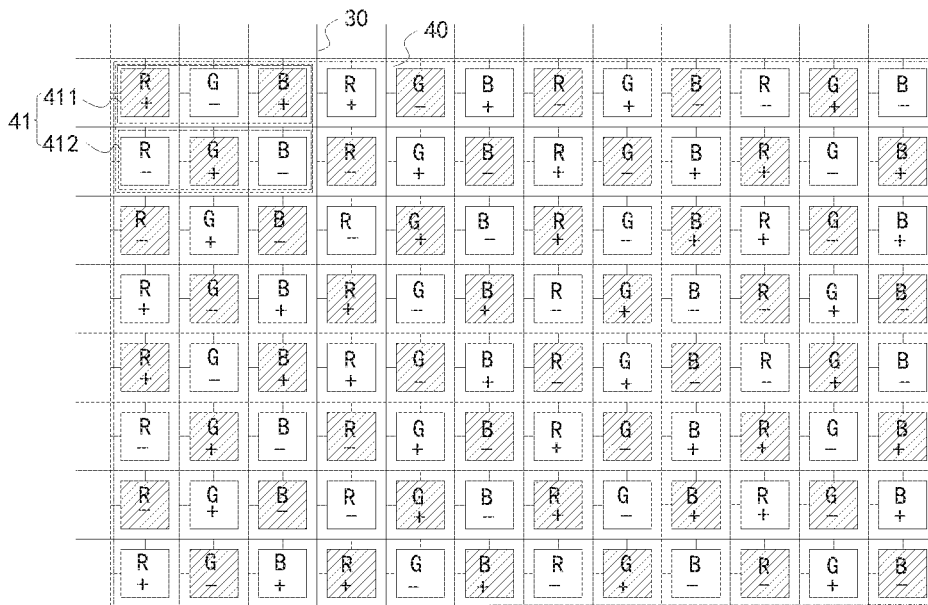 30
40
R G B R G B R G B R G B
+ − + + − + − + − − + −
411
41
412
R G B R G B R G B R G B
− + − − + − + − + + − +
R G B R G B R G B R G B
− + − − + − + − + + − +
R G B R G B R G B R G B
+ − + + − + − + − − + −
R G B R G B R G B R G B
+ − + + − + − + − − + −
R G B R G B R G B R G B
− + − − + − + − + + − +
R G B R G B R G B R G B
− + − − + − + − + + − +
R G B R G B R G B R G B
+ − + + − + − + − − + −